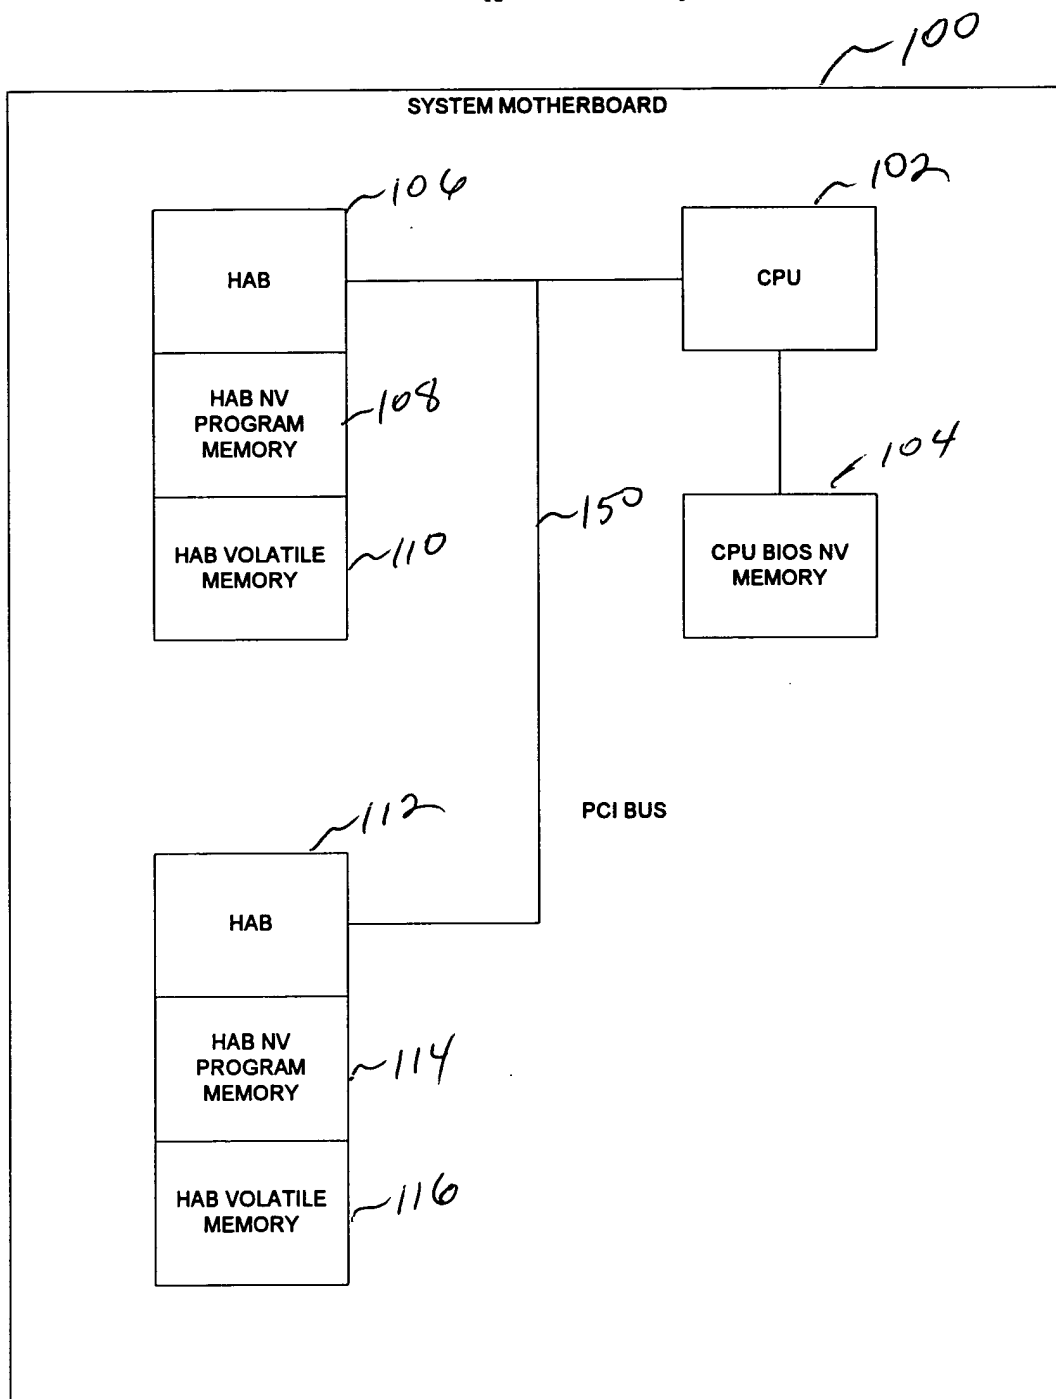 100
SYSTEM MOTHERBOARD
106
102
HAB
CPU
HAB NV
PROGRAM
MEMORY
108
104
150
HAB VOLATILE
MEMORY
110
CPU BIOS NV
MEMORY
PCI BUS
112
HAB
HAB NV
PROGRAM
MEMORY
114
HAB VOLATILE
MEMORY
116